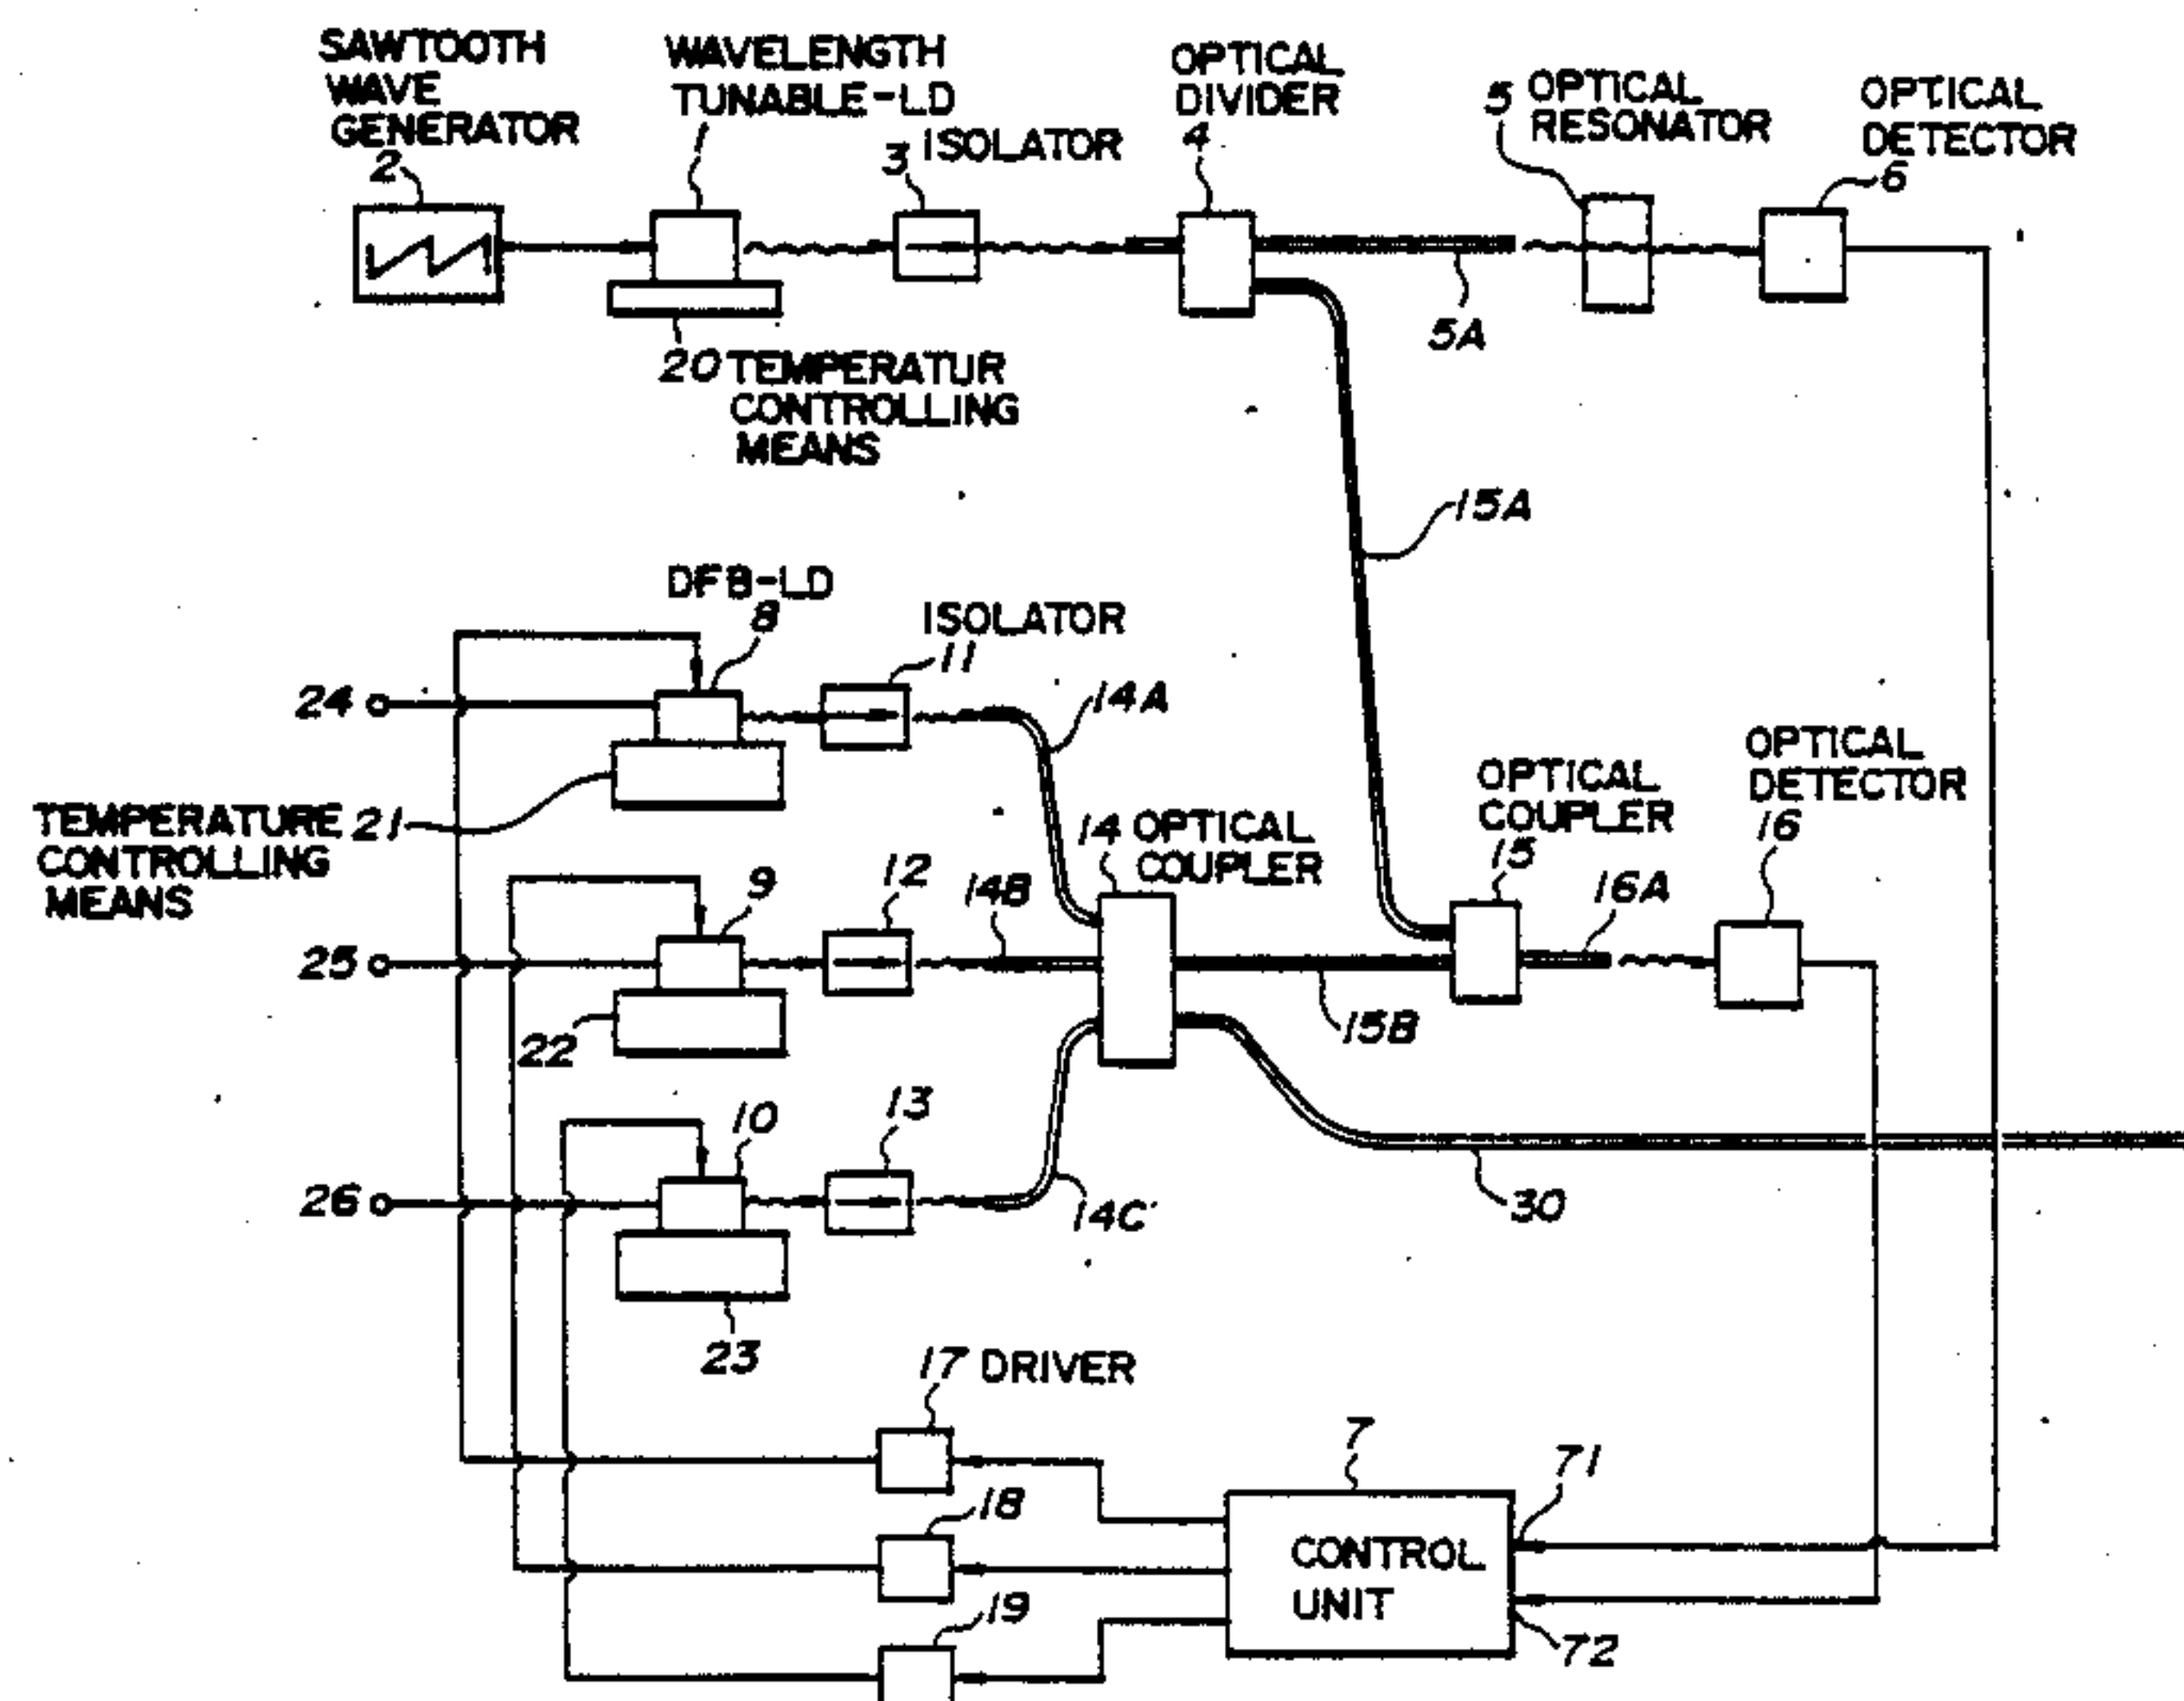 SAWTOOTH
WAVE
GENERATOR
2
WAVELENGTH
TUNABLE-LD
1
3 ISOLATOR
OPTICAL
DIVIDER
4
5 OPTICAL
RESONATOR
OPTICAL
DETECTOR
6
5A
20 TEMPERATUR
CONTROLLING
MEANS
15A
DFB-LD
8
ISOLATOR
11
24
14A
TEMPERATURE 21
CONTROLLING
MEANS
14 OPTICAL
COUPLER
OPTICAL
COUPLER
15
OPTICAL
DETECTOR
16
9
12
14B
16A
25
22
15B
10
13
26
14C
30
23
17 DRIVER
7
71
18
CONTROL
UNIT
19
72